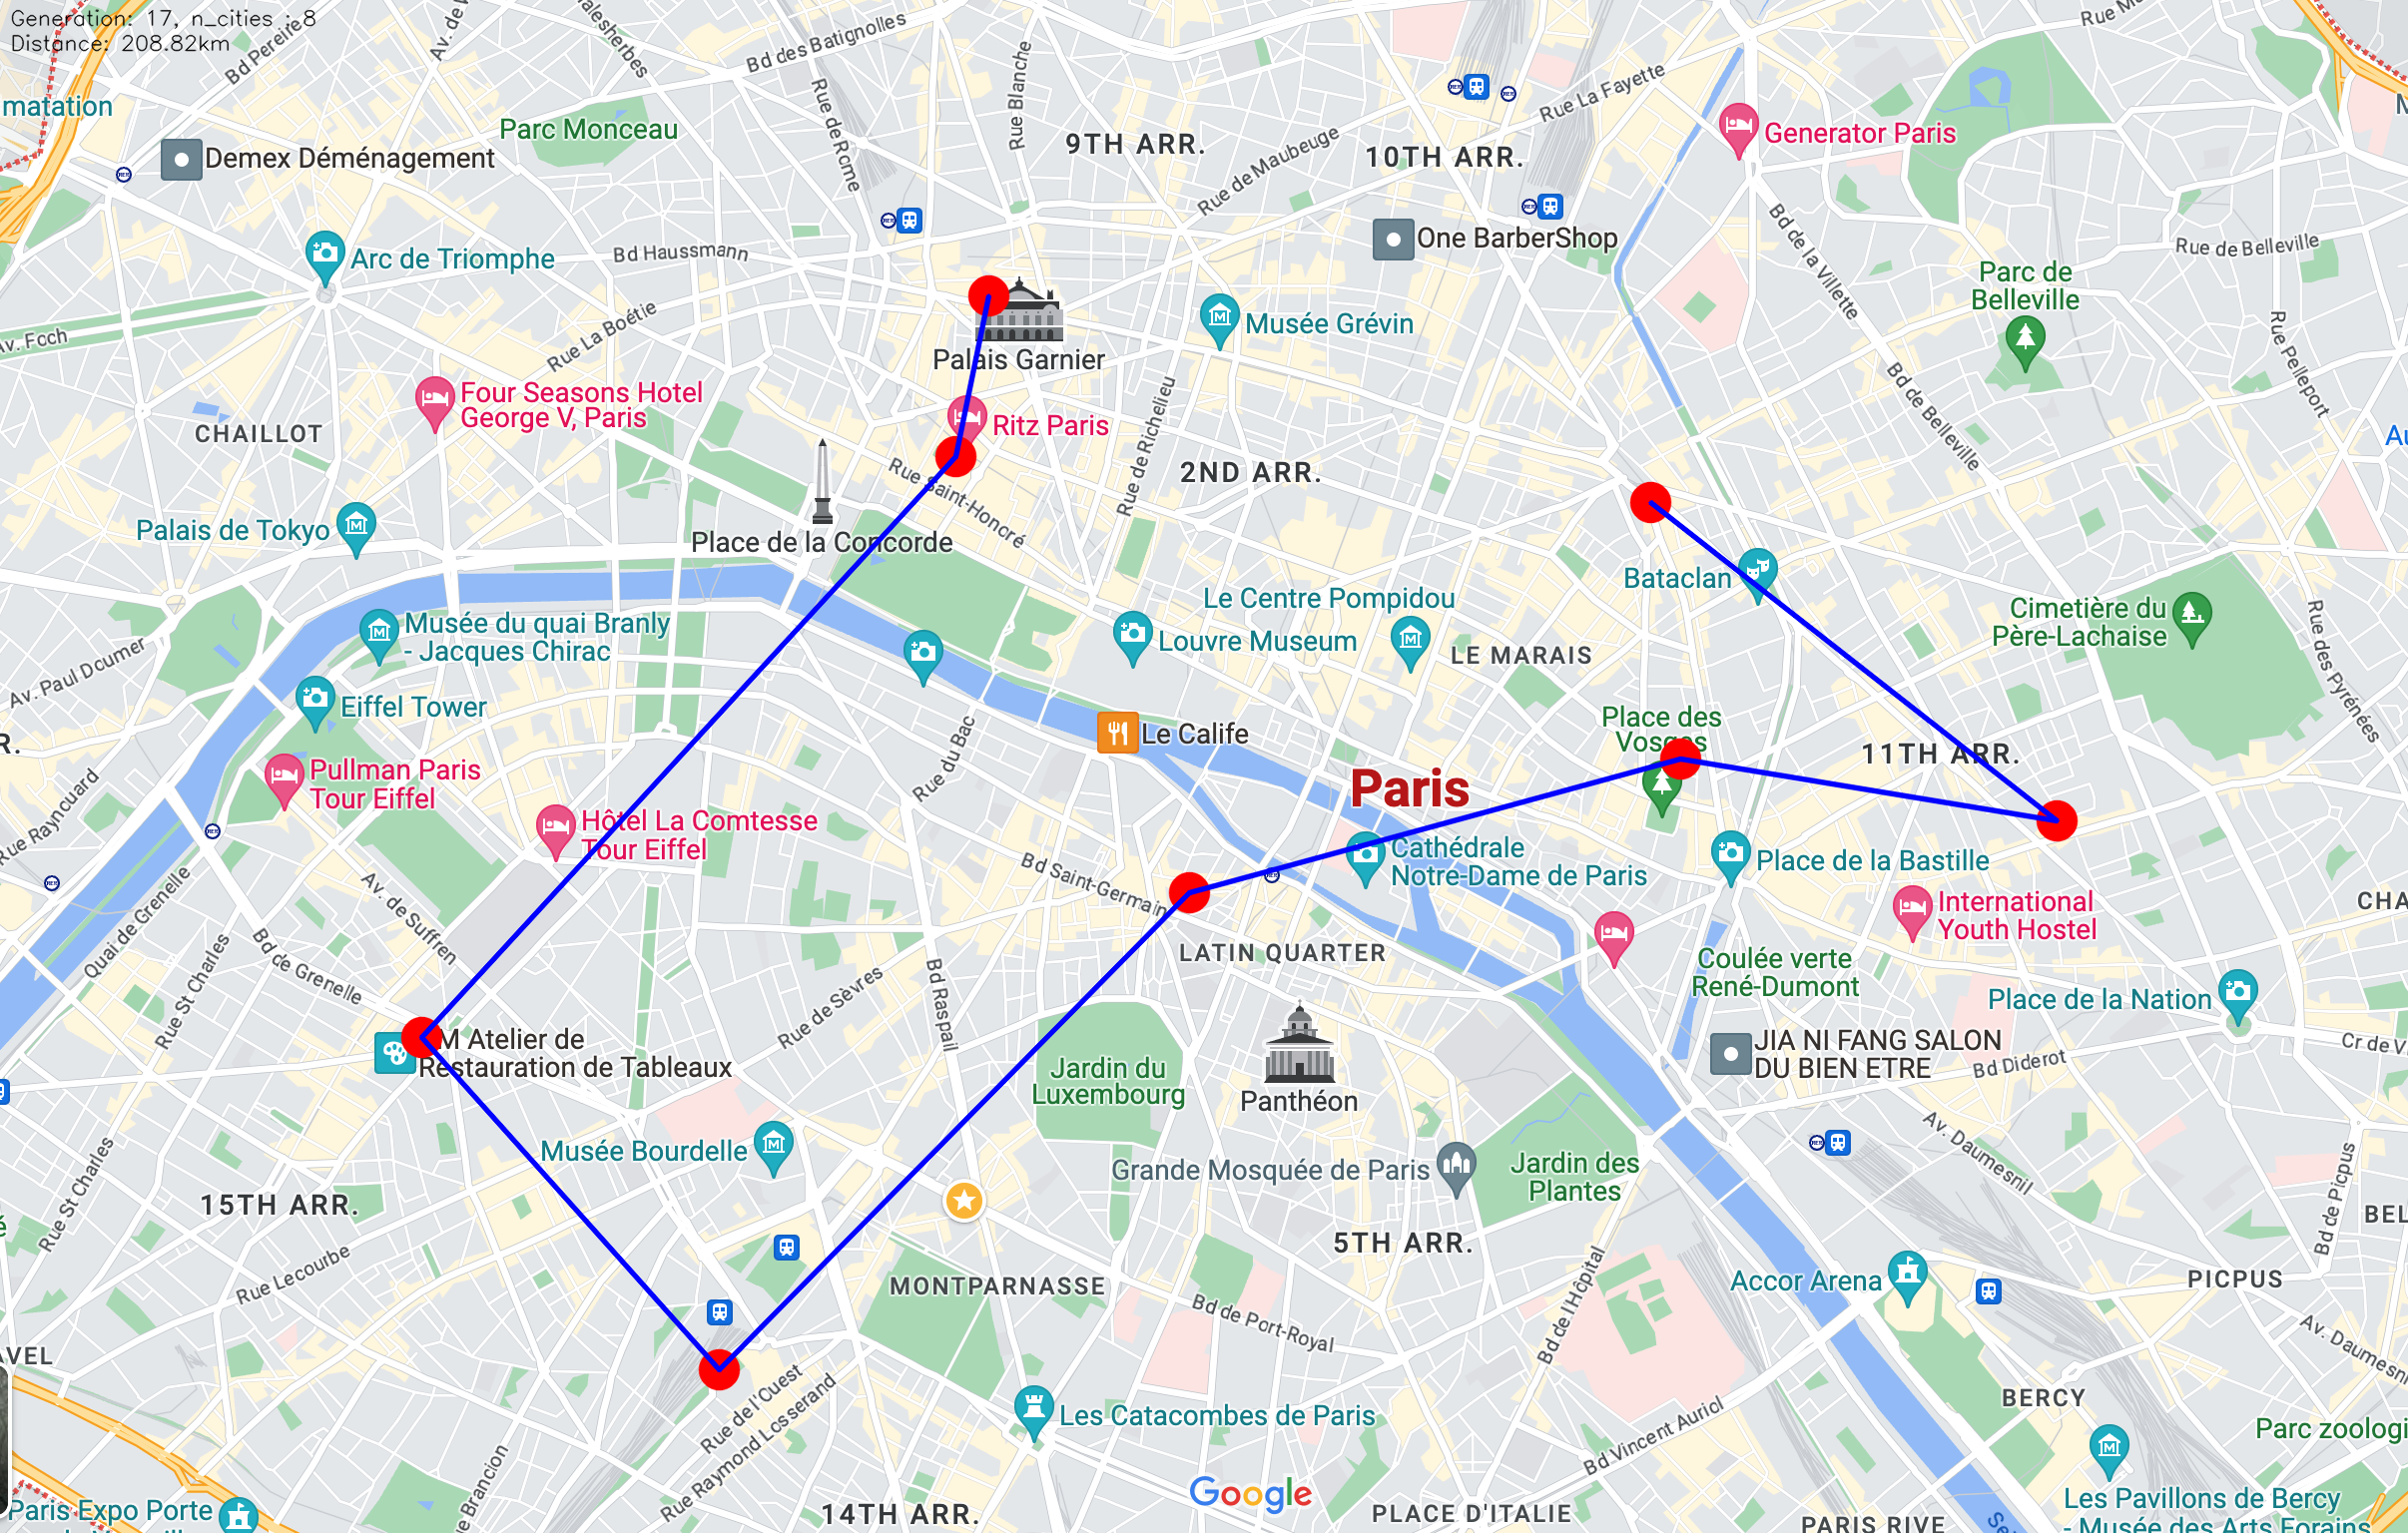 Generation: 17, n_cities : 8
Distance: 208.82km
Bd Pereire
Bd des Batignolles
Rue Blanche
Rue de Rome
matation
Parc Monceau
9TH ARR.
10TH ARR.
Rue La Fayette
Rue de Maubeuge
Generator Paris
Demex Déménagement
One BarberShop
Bd de la Villette
Rue de Belleville
Arc de Triomphe
Bd Haussmann
Parc de
Belleville
Rue La Boétie
Musée Grévin
Rue Pelleport
Av. Foch
Palais Garnier
Four Seasons Hotel
George V, Paris
Ritz Paris
Rue de Richelieu
Bd de Belleville
CHAILLOT
2ND ARR.
Rue Saint-Honoré
Palais de Tokyo
Place de la Concorde
Bataclan
Le Centre Pompidou
Cimetière du
Père-Lachaise
Musée du quai Branly
- Jacques Chirac
Louvre Museum
LE MARAIS
Rue des Pyrénées
Av. Paul Doumer
Eiffel Tower
Place des
Vosges
Le Calife
Rue du Bac
11TH ARR.
Pullman Paris
Tour Eiffel
Paris
Rue Raynouard
Hôtel La Comtesse
Tour Eiffel
Cathédrale
Notre-Dame de Paris
Place de la Bastille
Bd Saint-Germain
Av. de Suffren
Quai de Grenelle
International
Youth Hostel
CHA
Bd de Grenelle
Rue St Charles
LATIN QUARTER
Coulée verte
René-Dumont
Rue de Sèvres
Bd Raspail
Place de la Nation
M Atelier de
Restauration de Tableaux
JIA NI FANG SALON
DU BIEN ETRE
Bd Diderot
Cr de V
Jardin du
Luxembourg
Panthéon
Musée Bourdelle
Grande Mosquée de Paris
Jardin des
Plantes
Av. Daumesnil
Rue St Charles
15TH ARR.
5TH ARR.
Bd de Picpus
BEL
Rue Lecourbe
MONTPARNASSE
Accor Arena
PICPUS
Bd de Port-Royal
Bd de l'Hôpital
Av. Daumesni
AVEL
Rue de l'Ouest
Rue Raymond Losserand
Les Catacombes de Paris
BERCY
Bd Vincent Auriol
Parc zoologi
Google
Paris Expo Porte
e Brancion
14TH ARR.
PLACE D'ITALIE
PARIS RIVE
Les Pavillons de Bercy
- Musée des Arts Forains